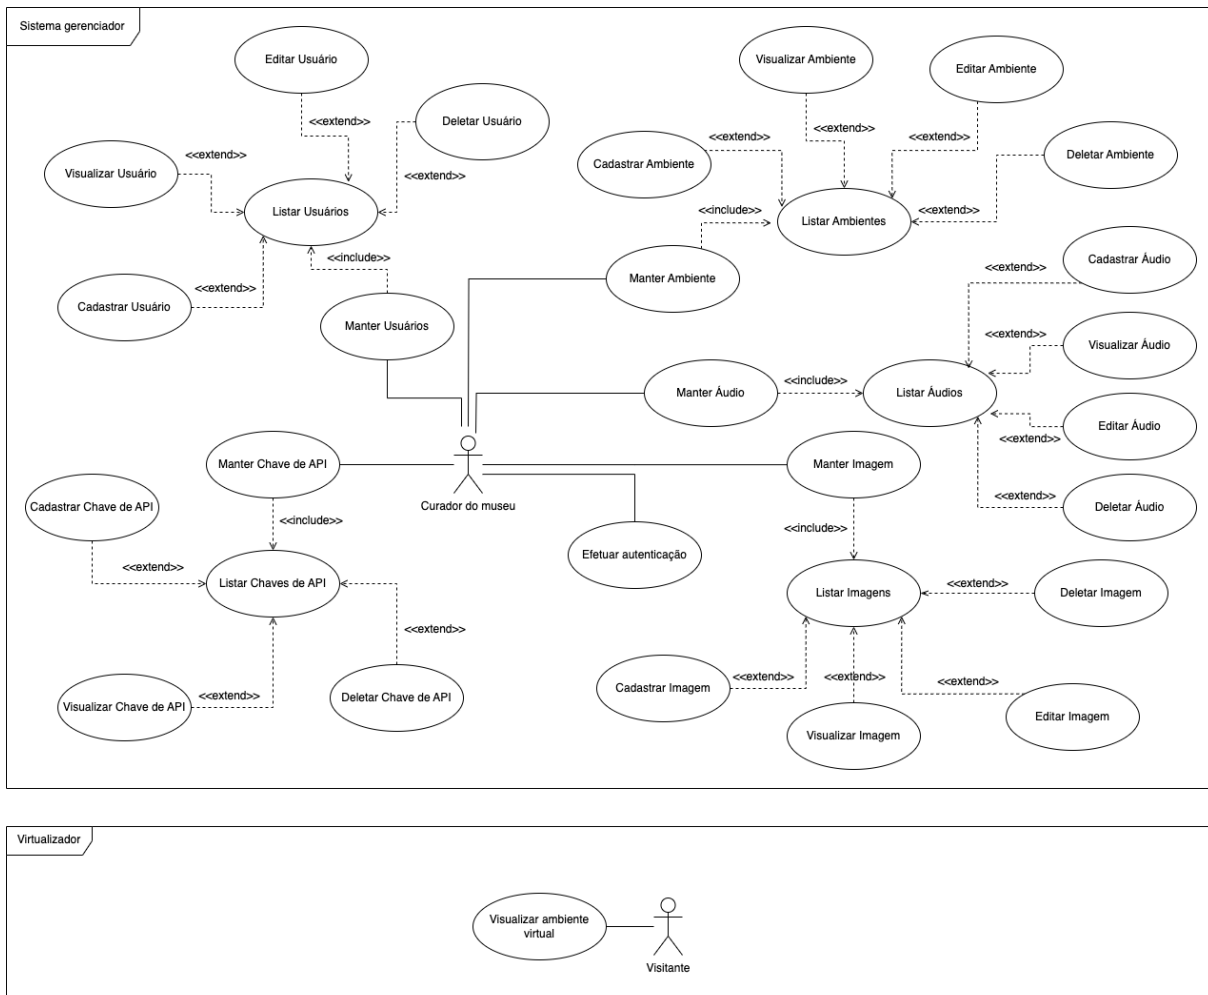 Sistema gerenciador
Editar Usuário
Visualizar Ambiente
Editar Ambiente
<<extend>>
Deletar Usuário
<<extend>>
<<extend>>
<<extend>>
Cadastrar Ambiente
Deletar Ambiente
<<extend>>
Visualizar Usuário
<<extend>>
Listar Usuários
<<include>>
<<extend>>
Listar Ambientes
<<include>>
Manter Ambiente
<<extend>>
Cadastrar Áudio
<<extend>>
Cadastrar Usuário
Manter Usuários
<<extend>>
Visualizar Áudio
Manter Áudio
<<include>>
Listar Áudios
Editar Áudio
<<extend>>
Manter Chave de API
Manter Imagem
Cadastrar Chave de API
Curador do museu
<<extend>>
Deletar Áudio
<<include>>
<<include>>
Efetuar autenticação
<<extend>>
Listar Chaves de API
Listar Imagens
<<extend>>
Deletar Imagem
<<extend>>
Cadastrar Imagem
<<extend>>
<<extend>>
<<extend>>
Visualizar Chave de API
<<extend>>
Deletar Chave de API
Visualizar Imagem
Editar Imagem
Virtualizador
Visualizar ambiente
virtual
Visitante